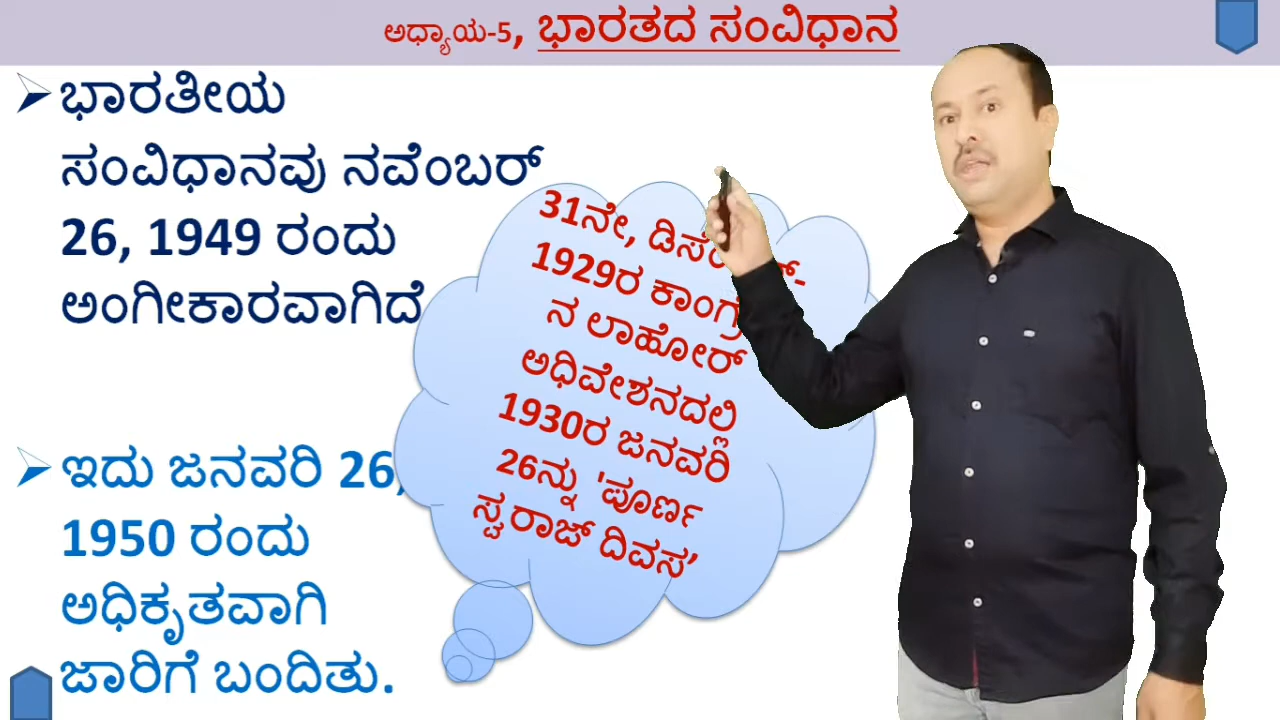 ಅಧ್ಯಾಯ-5, ಭಾರತದ ಸಂವಿಧಾನ
ಭಾರತೀಯ
ಸಂವಿಧಾನವು ನವೆಂಬರ್
26, 1949 ರಂದು
ಅಂಗೀಕಾರವಾಗಿದೆ
ಇದು ಜನವರಿ 26,
1950 ರಂದು
ಅಧಿಕೃತವಾಗಿ
ಜಾರಿಗೆ ಬಂದಿತು.
31ನೇ,
1929ರ
ನ ಲಾಹೋರ್
ಅಧಿವೇಶನದಲ್ಲಿ
1930ರ ಜನವರಿ
26ನ್ನು 'ಪೂರ್ಣ
ಸ್ವರಾಜ್ ದಿವಸ’